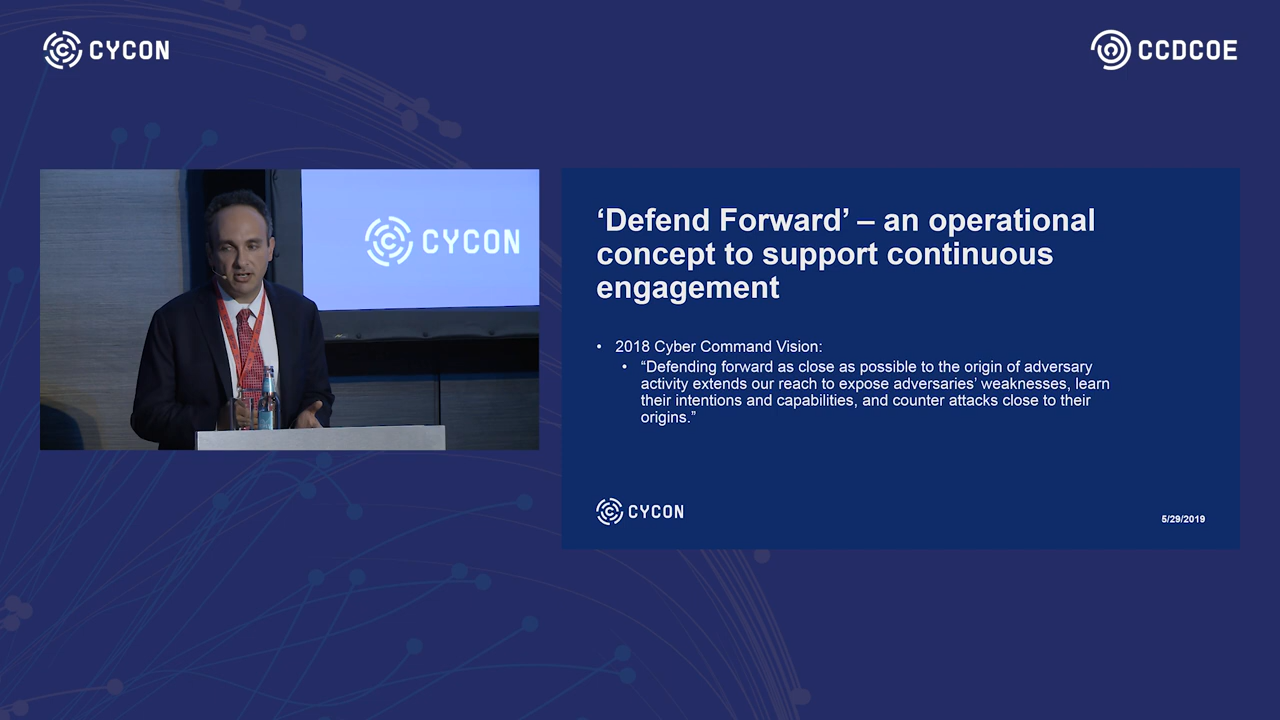 CYCON
CCDCOE
CYCON
‘Defend Forward’ – an operational
concept to support continuous
engagement
• 2018 Cyber Command Vision:
• “Defending forward as close as possible to the origin of adversary
activity extends our reach to expose adversaries’ weaknesses, learn
their intentions and capabilities, and counter attacks close to their
origins.”
CYCON
5/29/2019